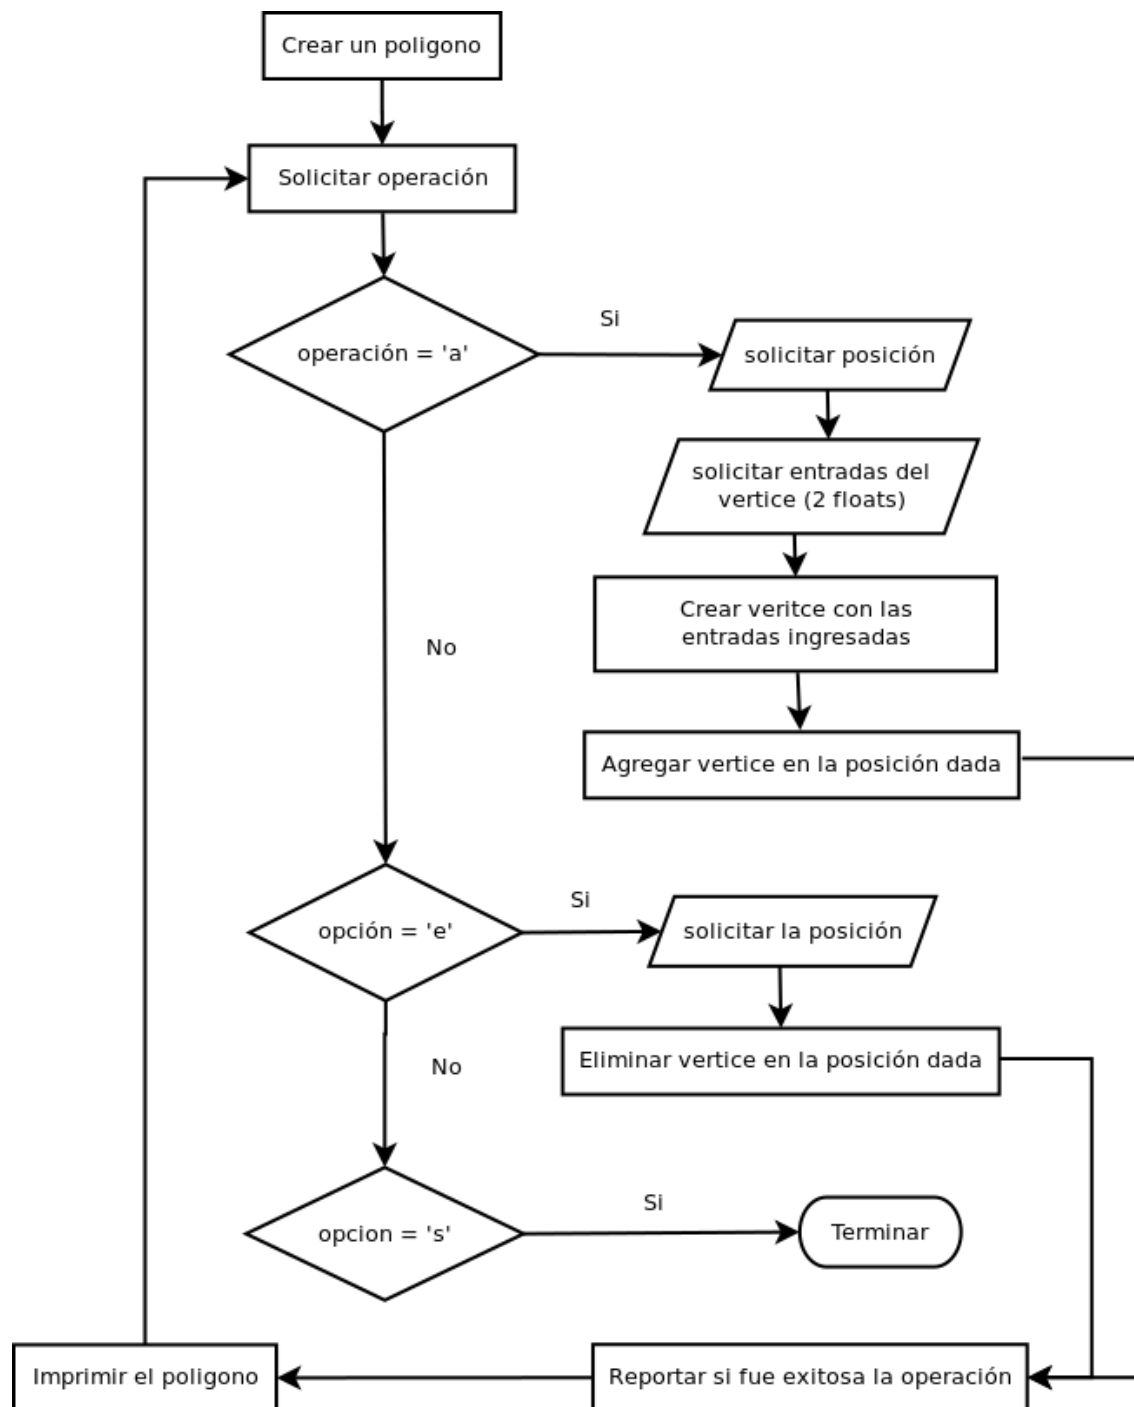 Crear un poligono
Solicitar operación
operación = 'a'
Si
solicitar posición
solicitar entradas del
vertice (2 floats)
Crear veritce con las
entradas ingresadas
No
Agregar vertice en la posición dada
opción = 'e'
Si
solicitar la posición
Eliminar vertice en la posición dada
No
opcion = 's'
Si
Terminar
Imprimir el poligono
Reportar si fue exitosa la operación